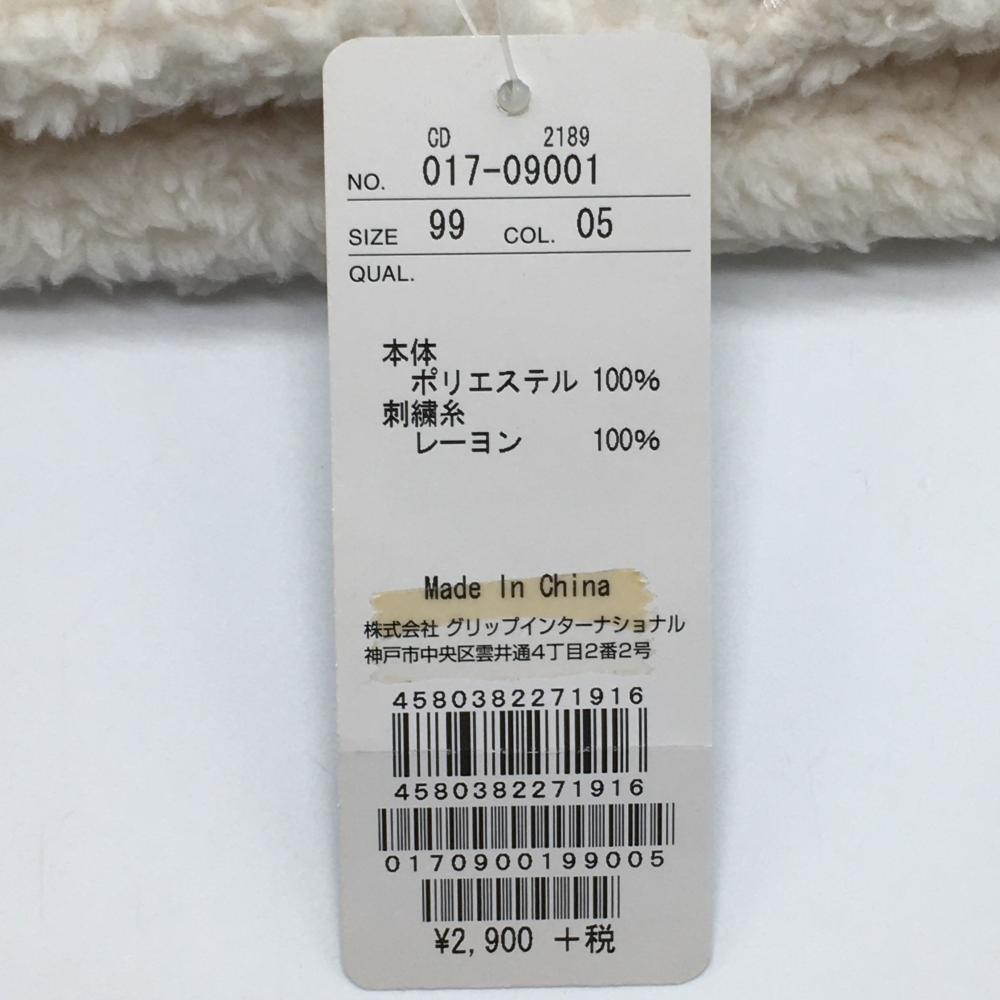 CD 2189
NO. 017-09001
SIZE 99 COL. 05
QUAL.
本体
ポリエステル 100%
刺繍糸
レーヨン 100%
Made In China
株式会社 グリップインターナショナル
神戸市中央区雲井通4丁目2番2号
4580382271916
4580382271916
0170900199005
¥2,900 +税